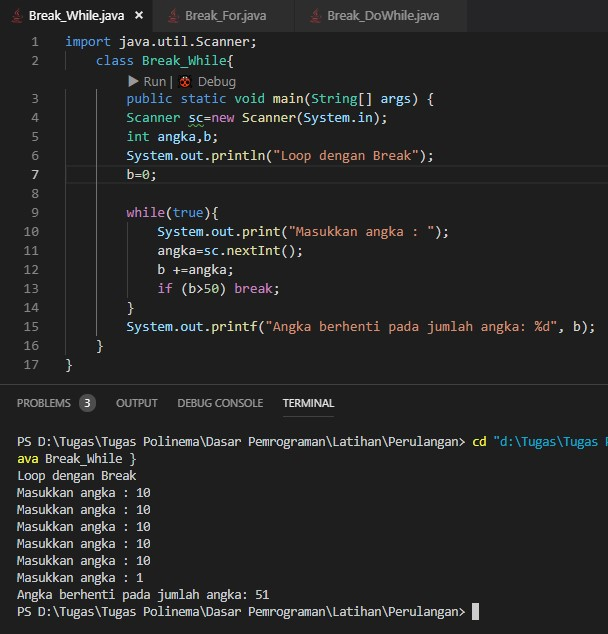 Break_While.java × Break_For.java Break_DoWhile.java
1 import java.util.Scanner;
2 class Break_While{
Run | Debug
3 public static void main(String[] args) {
4 Scanner sc=new Scanner(System.in);
5 int angka,b;
6 System.out.println("Loop dengan Break");
7 b=0;
8
9 while(true){
10 System.out.print("Masukkan angka : ");
11 angka=sc.nextInt();
12 b +=angka;
13 if (b>50) break;
14 }
15 System.out.printf("Angka berhenti pada jumlah angka: %d", b);
16 }
17 }
PROBLEMS 3 OUTPUT DEBUG CONSOLE TERMINAL
PS D:\Tugas\Tugas Polinema\Dasar Pemrograman\Latihan\Perulangan> cd "d:\Tugas\Tugas
ava Break_While }
Loop dengan Break
Masukkan angka : 10
Masukkan angka : 10
Masukkan angka : 10
Masukkan angka : 10
Masukkan angka : 10
Masukkan angka : 1
Angka berhenti pada jumlah angka: 51
PS D:\Tugas\Tugas Polinema\Dasar Pemrograman\Latihan\Perulangan>